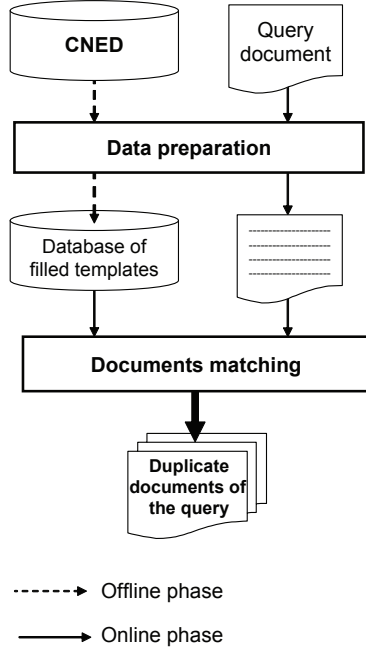 CNED
Query
document
Data preparation
Database of
filled templates
Documents matching
Duplicate
documents of
the query
Offline phase
Online phase